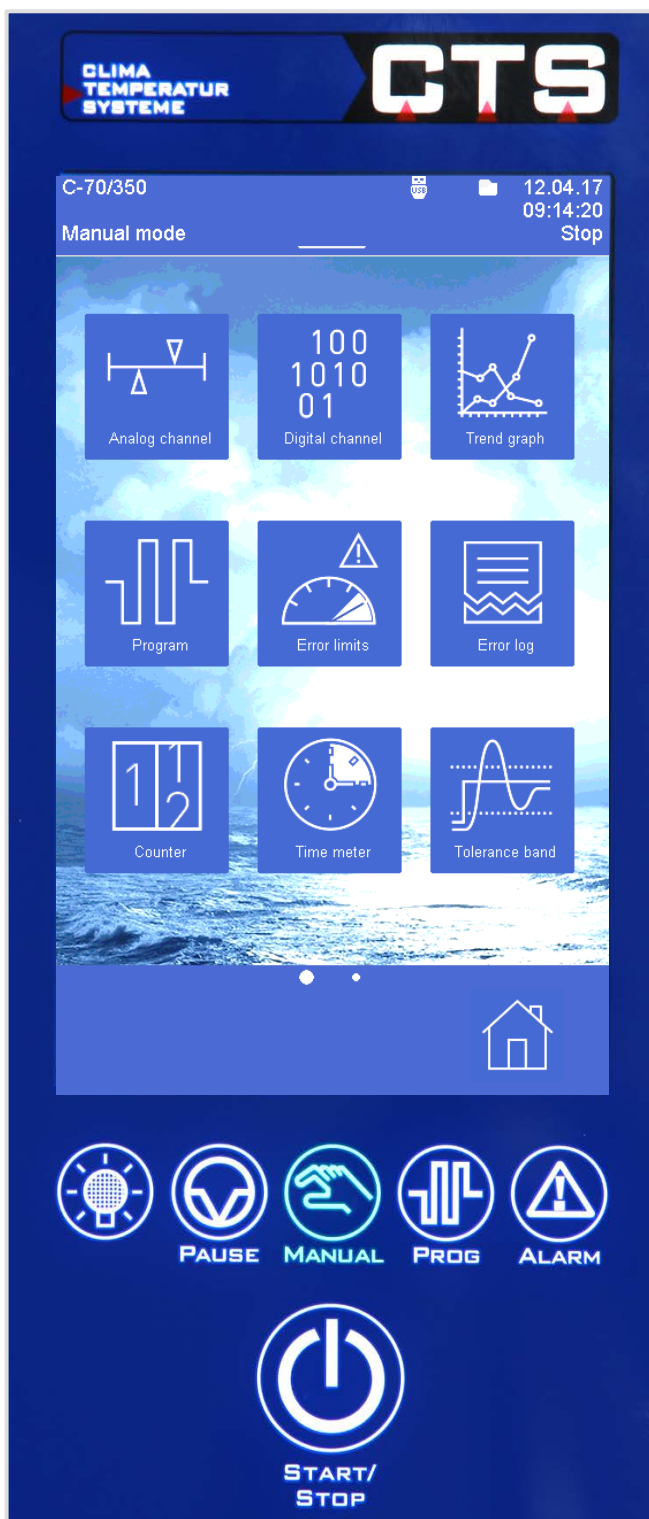 CLIMA
TEMPERATUR
SYSTEME
CTS
C-70/350
USB
12.04.17
09:14:20
Manual mode
Stop
100
1010
01
Analog channel
Digital channel
Trend graph
Program
Error limits
Error log
1
1
2
Counter
Time meter
Tolerance band
PAUSE
MANUAL
PROG
ALARM
START/
STOP